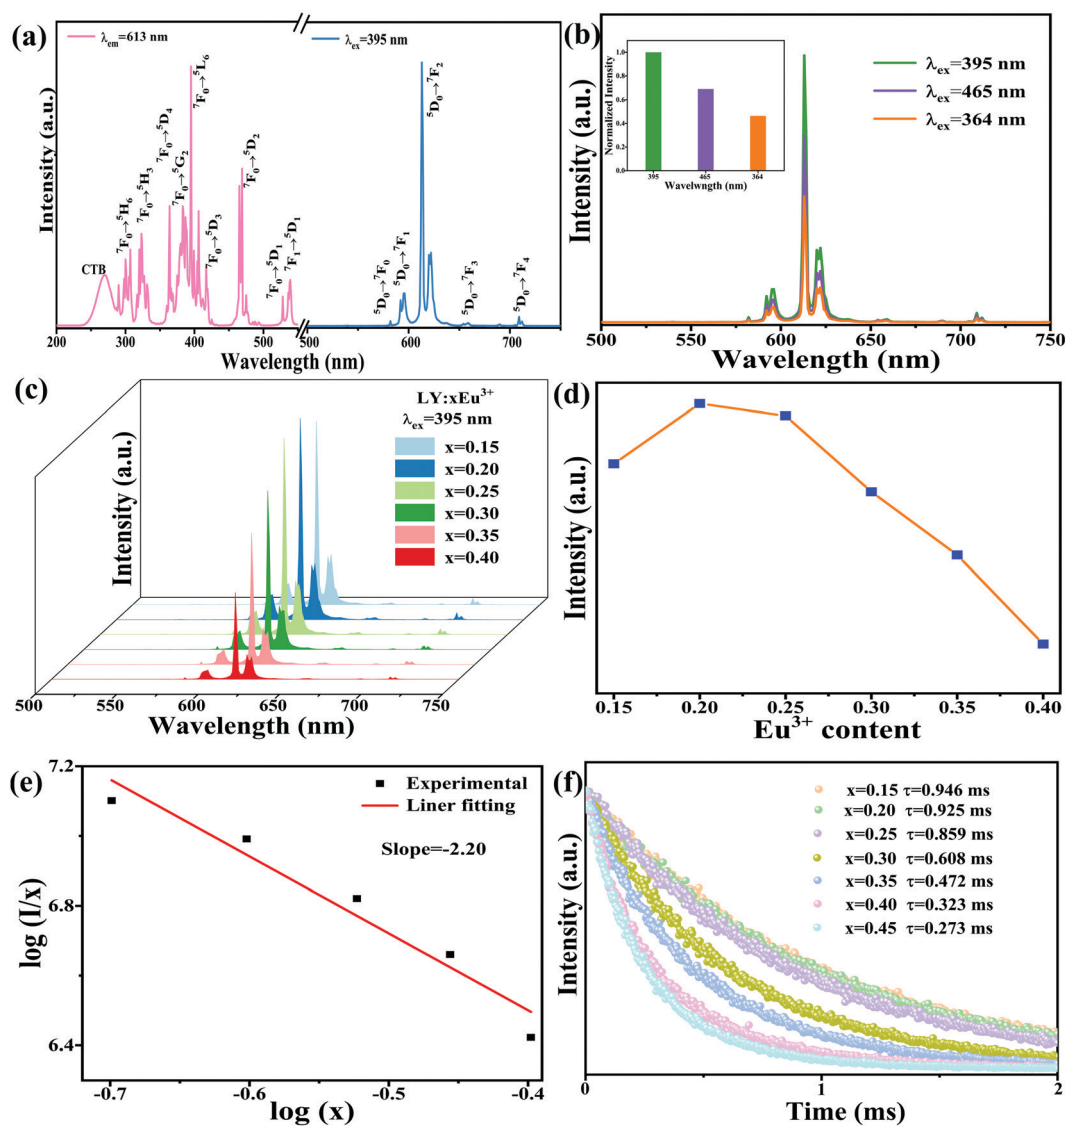 (a)
λem=613 nm
λex=395 nm
Intensity (a.u.)
CTB
⁷F₀→⁵H₆
⁷F₀→⁵H₃
⁷F₀→⁵D₄
⁷F₀→⁵G₂
⁷F₀→⁵L₆
⁷F₀→⁵D₃
⁷F₀→⁵D₂
⁷F₀→⁵D₁
⁷F₁→⁵D₁
⁵D₀→⁷F₀
⁵D₀→⁷F₁
⁵D₀→⁷F₂
⁵D₀→⁷F₃
⁵D₀→⁷F₄
200 300 400 500 600 700
Wavelength (nm) Wavelength (nm)
(b)
Intensity (a.u.)
λex=395 nm
λex=465 nm
λex=364 nm
Normalized Intensity
1.0
0.8
0.6
0.4
0.2
0.0
395 465 364
Wavelwngth (nm)
500 550 600 650 700 750
Wavelength (nm)
(c)
Intensity (a.u.)
LY:xEu³⁺
λex=395 nm
x=0.15
x=0.20
x=0.25
x=0.30
x=0.35
x=0.40
500 550 600 650 700 750
Wavelength (nm)
(d)
Intensity (a.u.)
0.15 0.20 0.25 0.30 0.35 0.40
Eu³⁺ content
(e)
log (I/x)
7.2
6.8
6.4
Experimental
Liner fitting
Slope=-2.20
-0.7 -0.6 -0.5 -0.4
log (x)
(f)
Intensity (a.u.)
x=0.15 τ=0.946 ms
x=0.20 τ=0.925 ms
x=0.25 τ=0.859 ms
x=0.30 τ=0.608 ms
x=0.35 τ=0.472 ms
x=0.40 τ=0.323 ms
x=0.45 τ=0.273 ms
0 1 2
Time (ms)